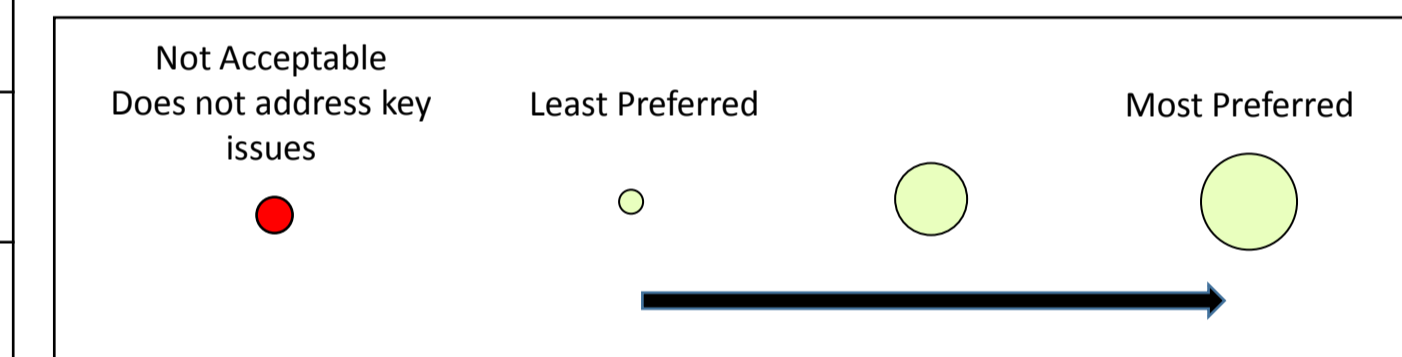 Not Acceptable
Does not address key
issues
Least Preferred
Most Preferred